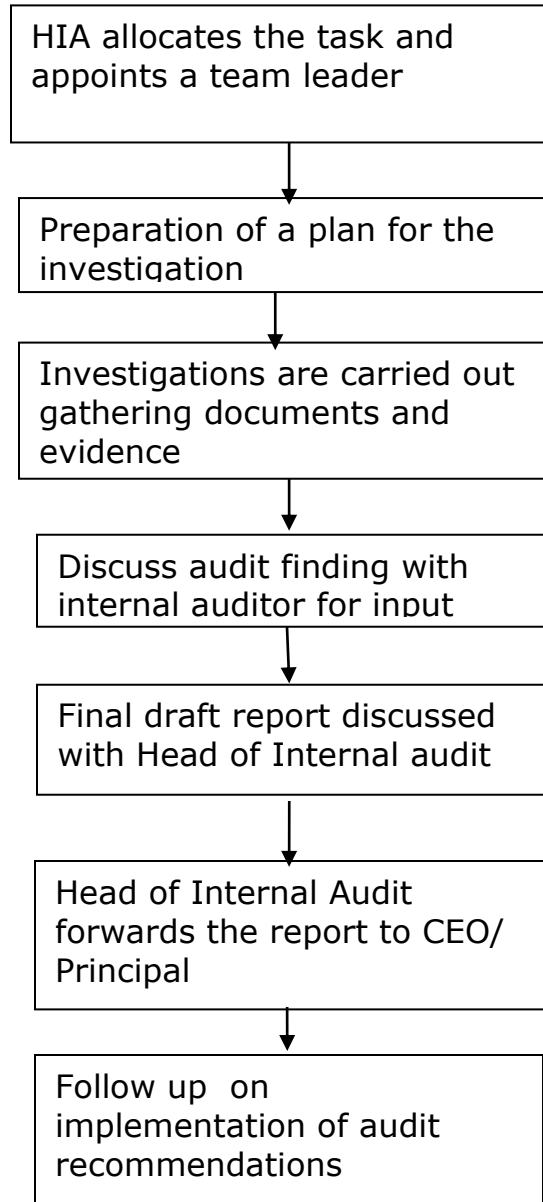 HIA allocates the task and
appoints a team leader
Preparation of a plan for the
investigation
Investigations are carried out
gathering documents and
evidence
Discuss audit finding with
internal auditor for input
Final draft report discussed
with Head of Internal audit
Head of Internal Audit
forwards the report to CEO/
Principal
Follow up  on
implementation of audit
recommendations